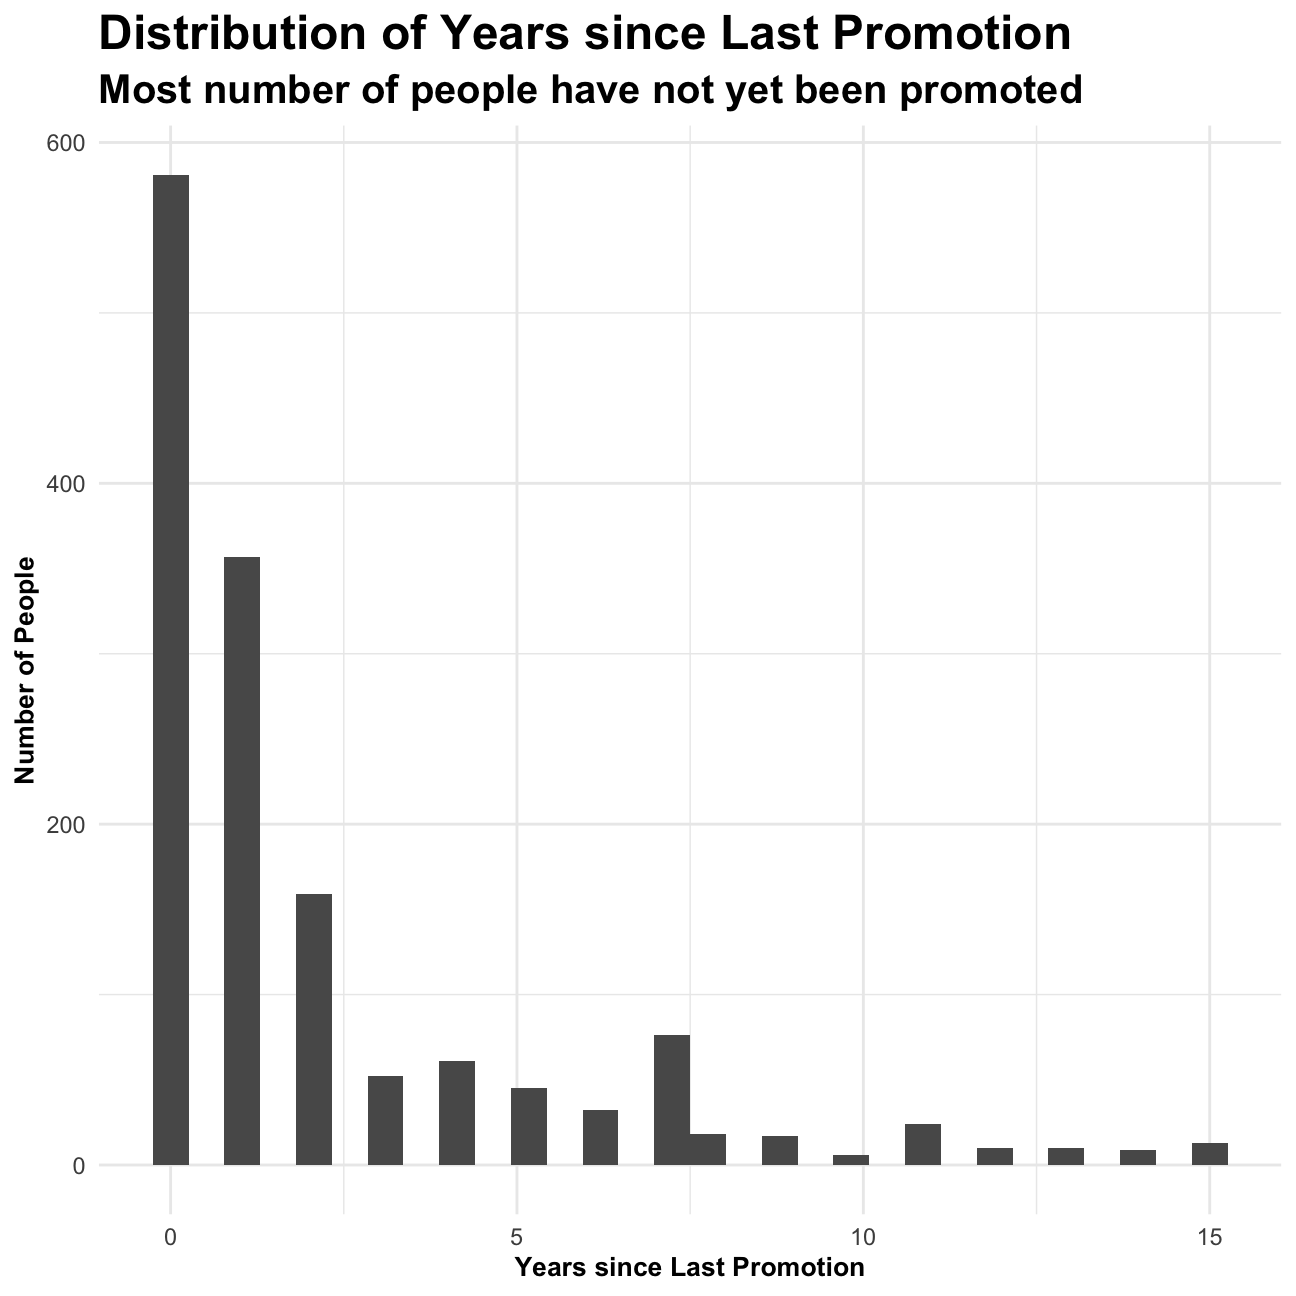 Distribution of Years since Last Promotion
Most number of people have not yet been promoted
600
400
200
0
Number of People
0 5 10 15
Years since Last Promotion